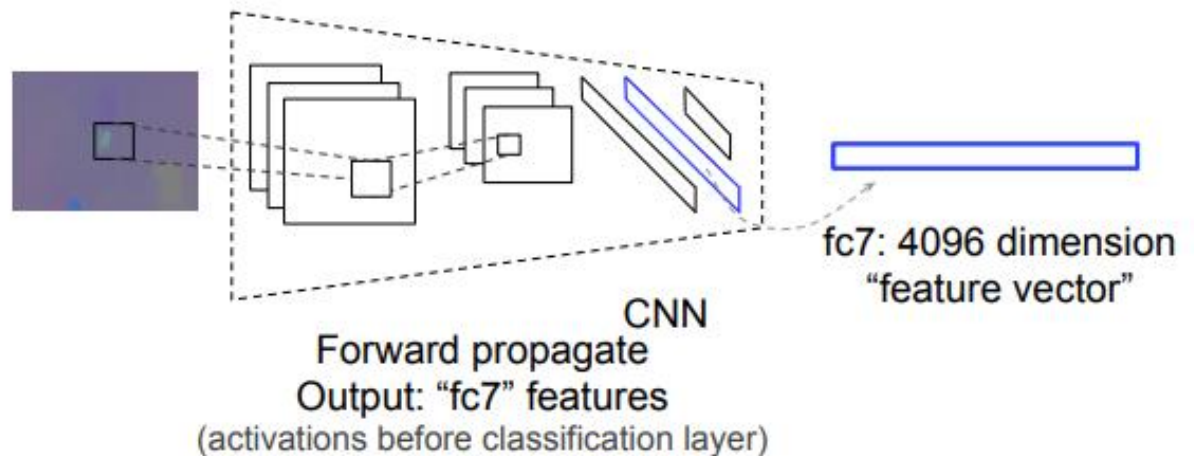 fc7: 4096 dimension
“feature vector”
CNN
Forward propagate
Output: “fc7” features
(activations before classification layer)